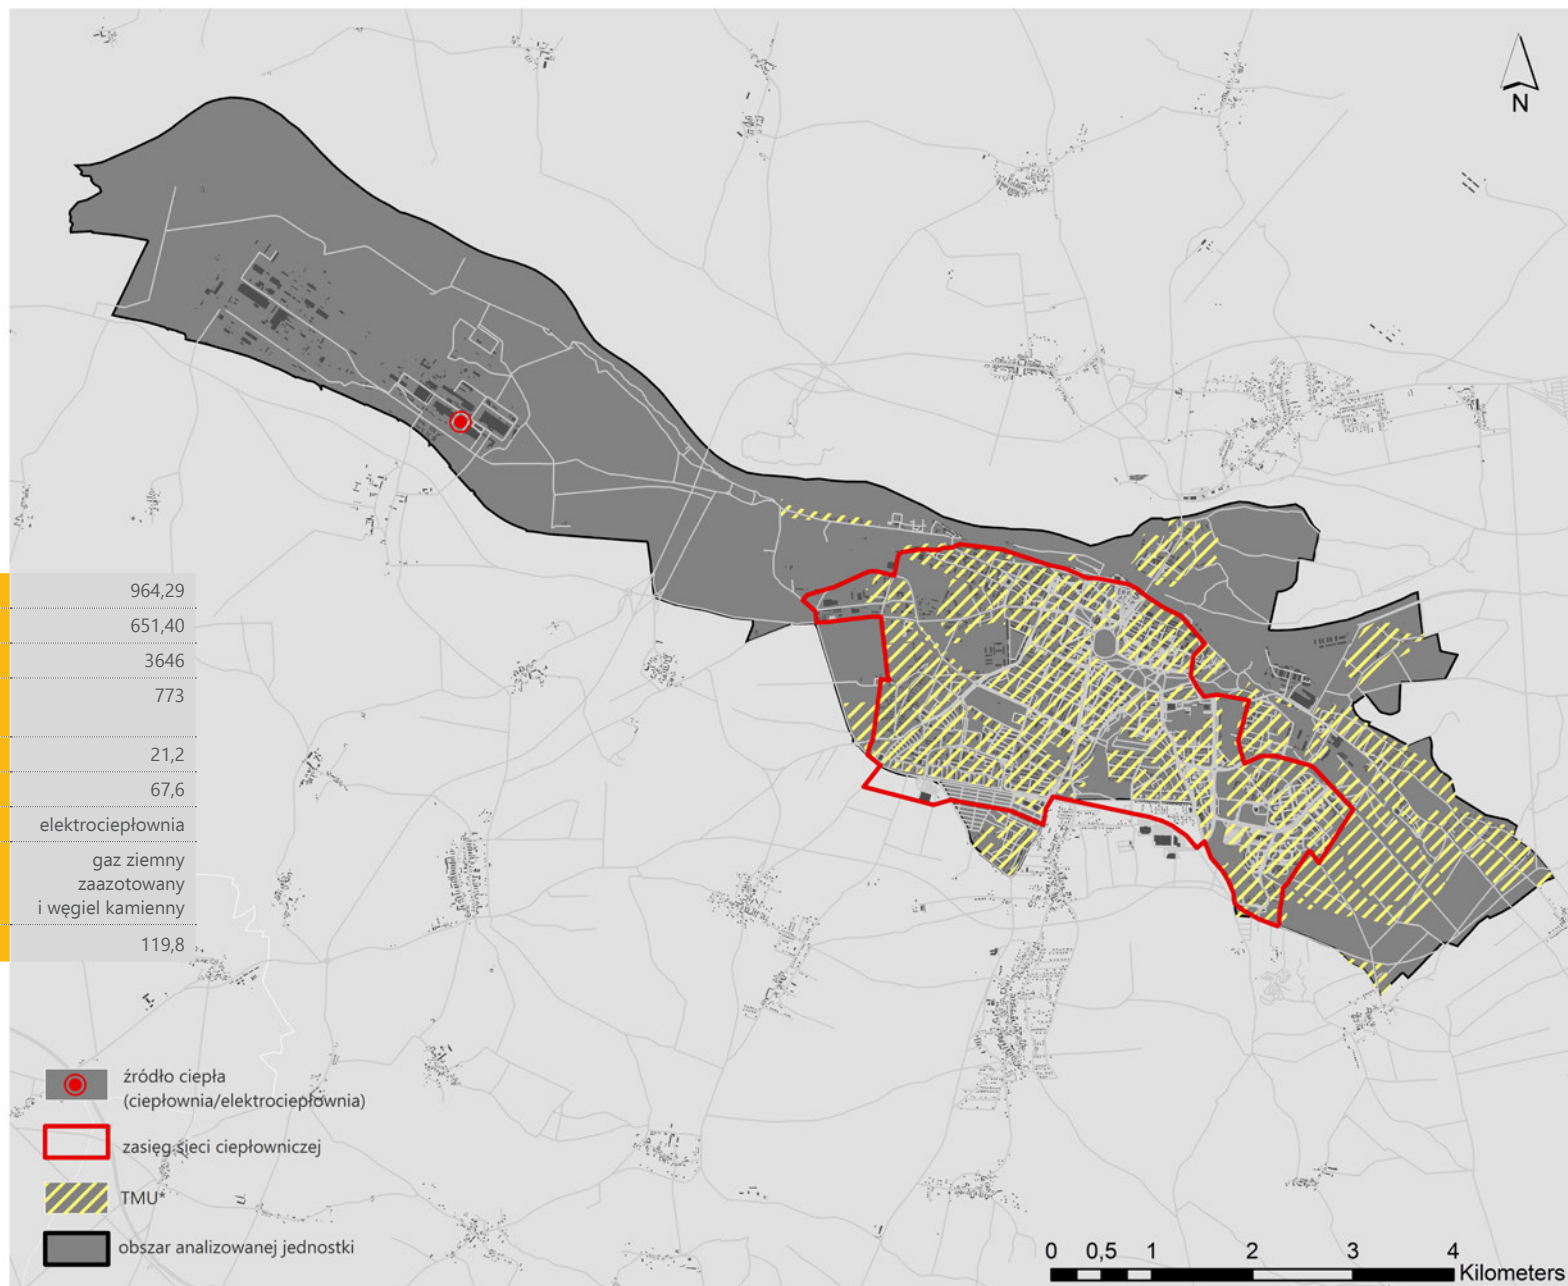 N
964,29
651,40
3646
773
21,2
67,6
elektrociepłownia
gaz ziemny
zaazotowany
i węgiel kamienny
119,8
źródło ciepła
(ciepłownia/elektrociepłownia)
zasięg sieci ciepłowniczej
TMU*
obszar analizowanej jednostki
0 0,5 1 2 3 4
Kilometers